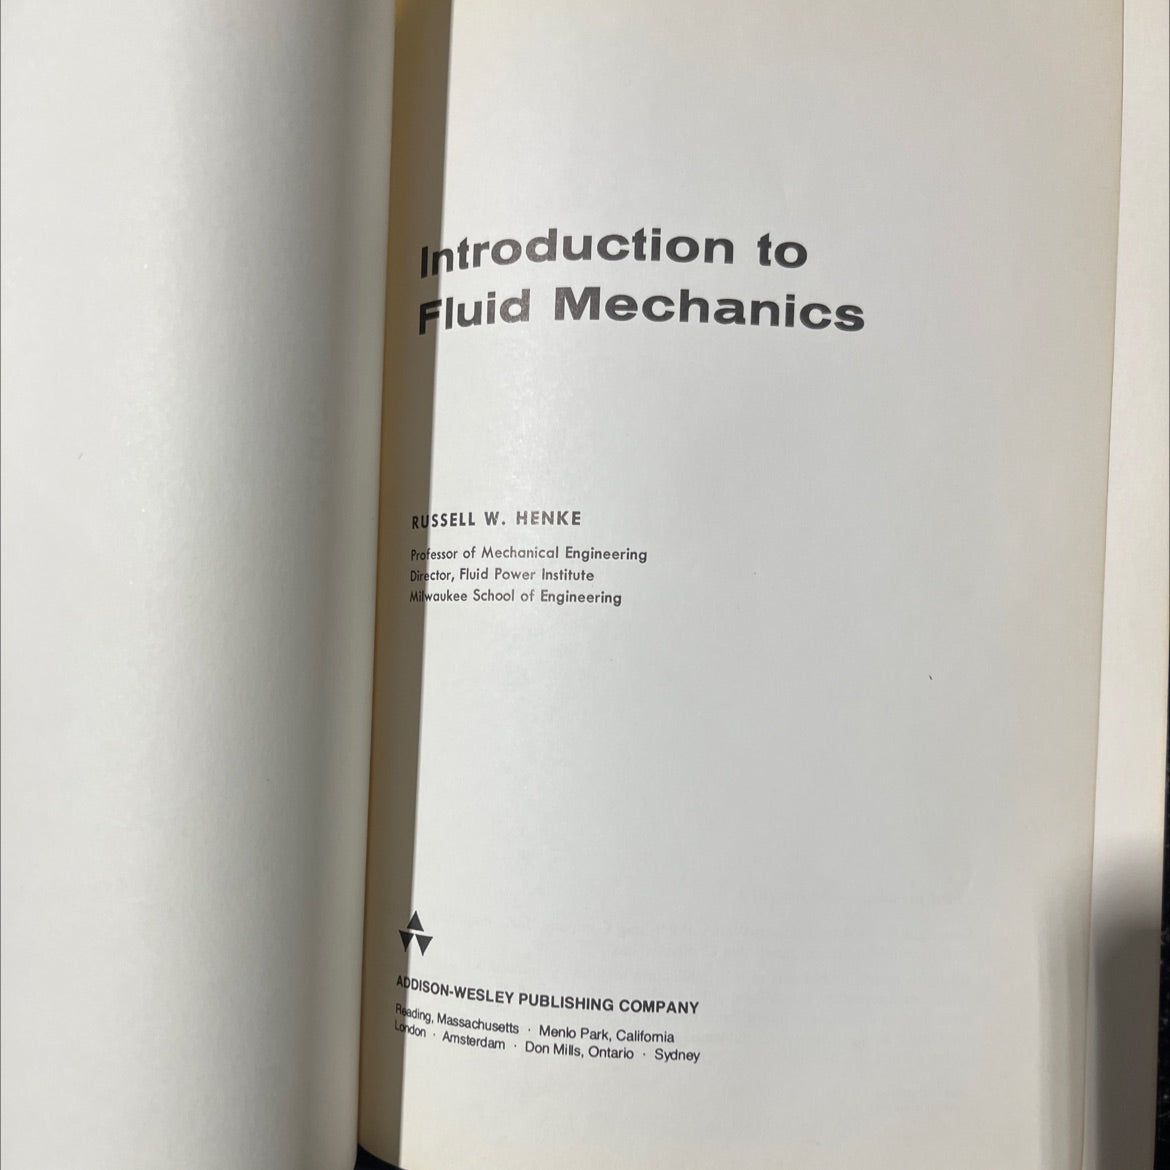 Introduction to
Fluid Mechanics
RUSSELL W. HENKE
Professor of Mechanical Engineering
Director, Fluid Power Institute
Milwaukee School of Engineering
ADDISON-WESLEY PUBLISHING COMPANY
Reading, Massachusetts · Menlo Park, California
London · Amsterdam · Don Mills, Ontario · Sydney